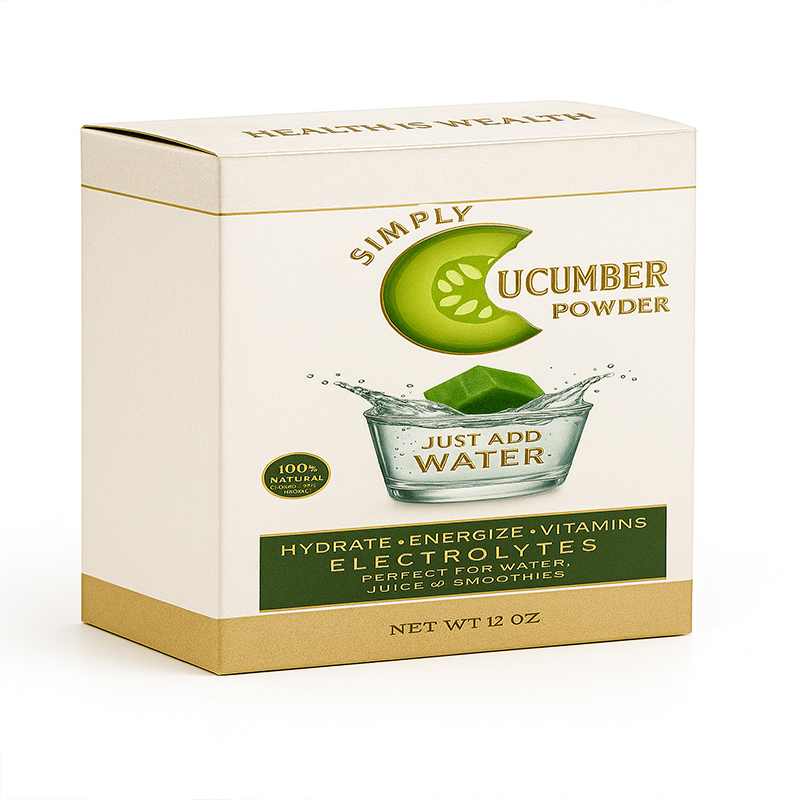 HEALTH IS WEALTH
SIMPLY
CUCUMBER
POWDER
JUST ADD
WATER
100%
NATURAL
HYDRATE • ENERGIZE • VITAMINS
ELECTROLYTES
PERFECT FOR WATER,
JUICE & SMOOTHIES
NET WT 12 OZ